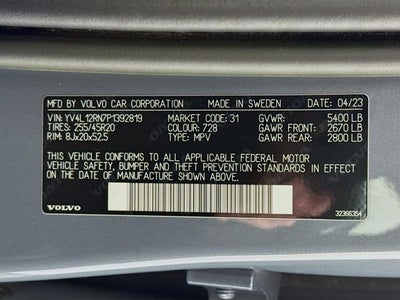 MFD BY VOLVO CAR CORPORATION MADE IN SWEDEN DATE: 04/23
VIN: YV4L12RN7P1392819 MARKET CODE: 31 GVWR: 5400 LB
TIRES: 255/45R20 COLOUR: 728 GAWR FRONT: 2670 LB
RIM: 8Jx20x52.5 TYPE: MPV GAWR REAR: 2800 LB
THIS VEHICLE CONFORMS TO ALL APPLICABLE FEDERAL MOTOR
VEHICLE SAFETY, BUMPER AND THEFT PREVENTION STANDARDS IN EFFECT
ON THE DATE OF MANUFACTURE SHOWN ABOVE.
VOLVO 32366354